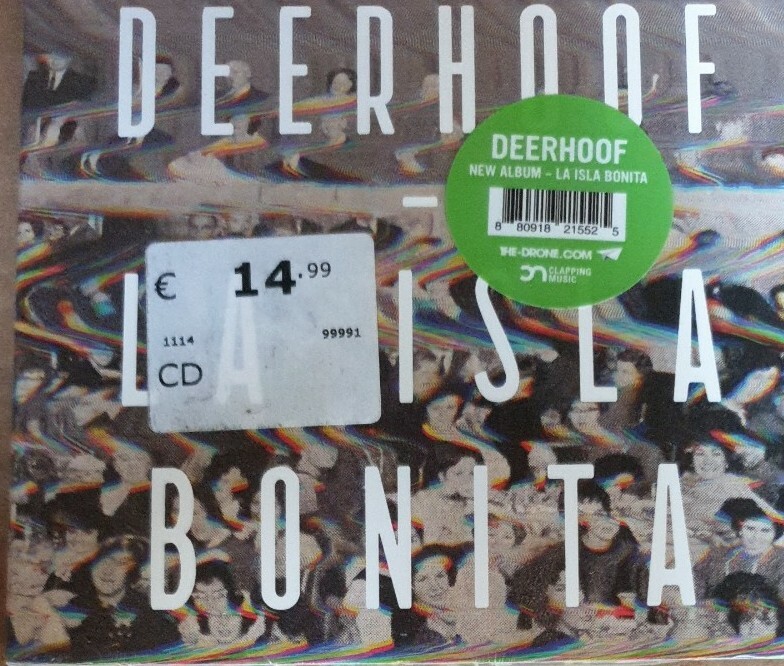 DEERHOOF
DEERHOOF
NEW ALBUM – LA ISLA BONITA
8 80918 21552 5
THE-DRONE.COM
CLAPPING
MUSIC
–
€ 14.99
1114 99991
CD
LA ISLA
BONITA